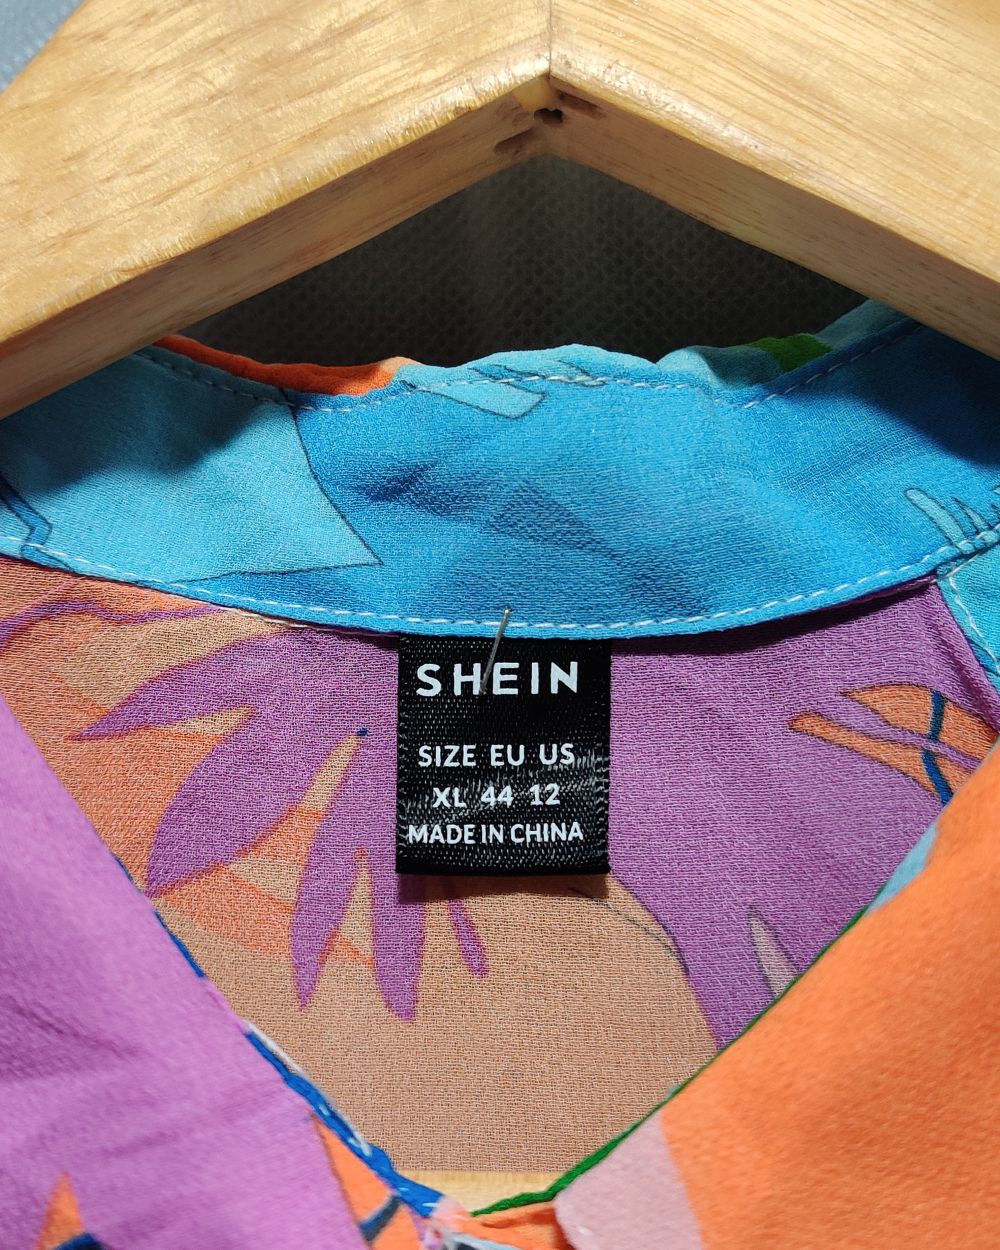 SHEIN
SIZE EU US
XL 44 12
MADE IN CHINA